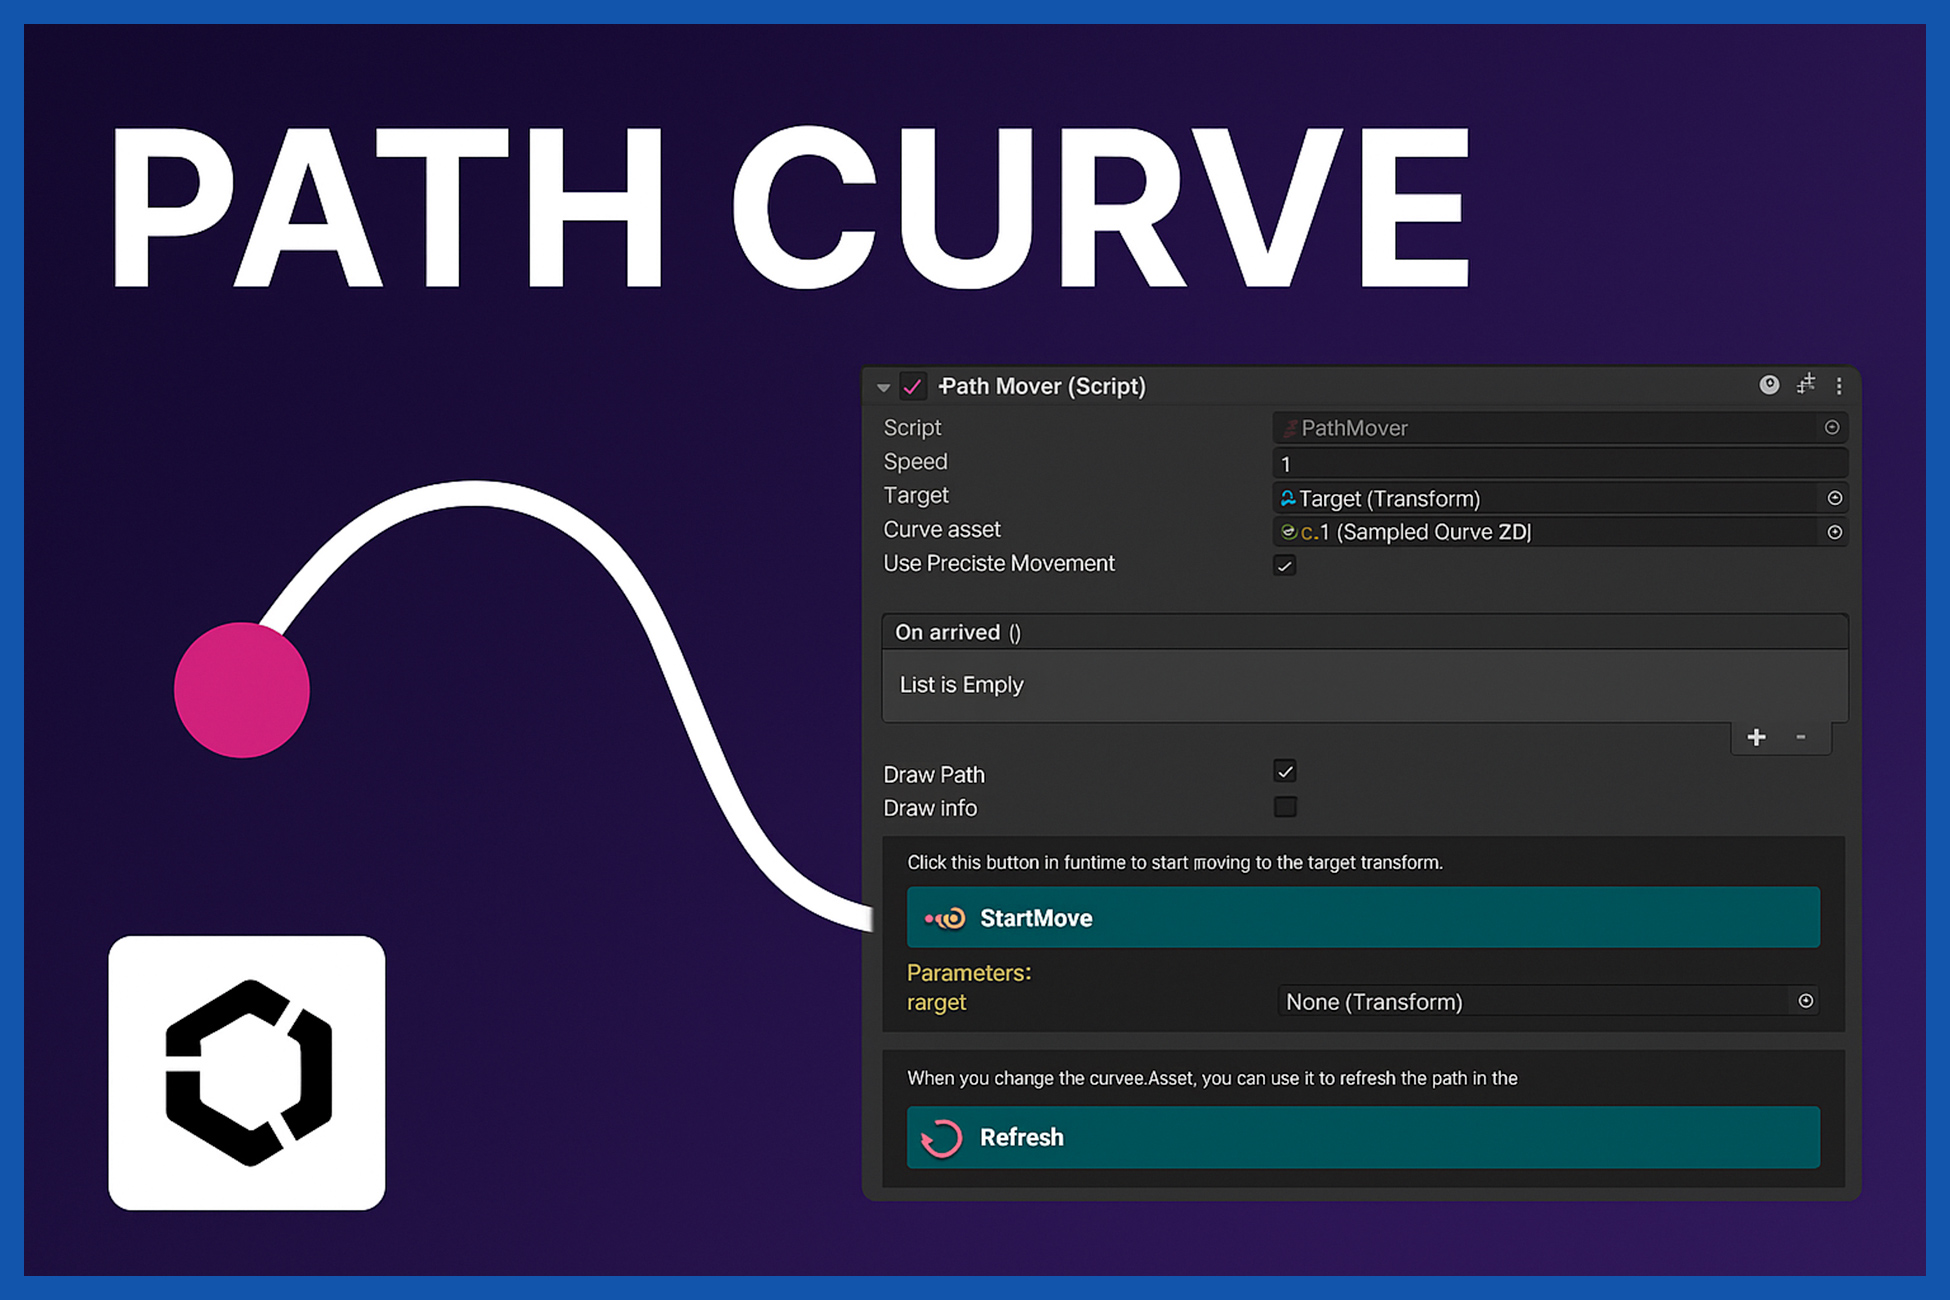 PATH CURVE
Path Mover (Script)
Script PathMover
Speed 1
Target Target (Transform)
Curve asset c.1 (Sampled Qurve ZD)
Use Preciste Movement
On arrived ()
List is Emply
+ -
Draw Path
Draw info
Click this button in funtime to start moving to the target transform.
StartMove
Parameters:
rarget None (Transform)
When you change the curvee.Asset, you can use it to refresh the path in the
Refresh